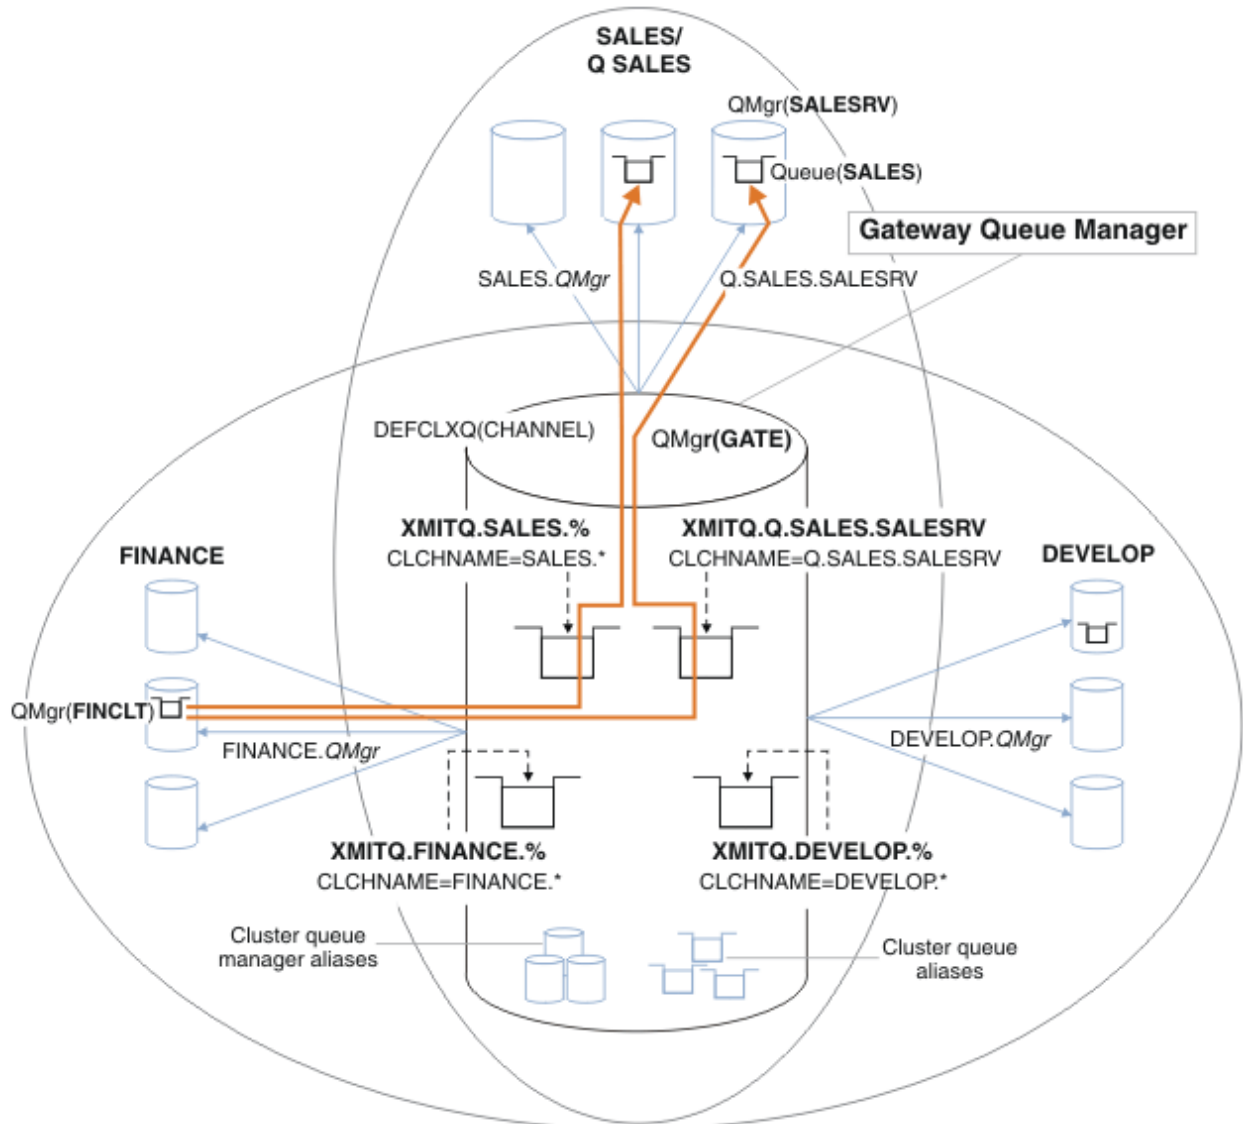 SALES/
Q SALES
QMgr(SALESRV)
Queue(SALES)
Gateway Queue Manager
SALES.QMgr
Q.SALES.SALESRV
DEFCLXQ(CHANNEL)
QMgr(GATE)
XMITQ.SALES.%
CLCHNAME=SALES.*
XMITQ.Q.SALES.SALESRV
CLCHNAME=Q.SALES.SALESRV
FINANCE
DEVELOP
QMgr(FINCLT)
FINANCE.QMgr
DEVELOP.QMgr
XMITQ.FINANCE.%
CLCHNAME=FINANCE.*
XMITQ.DEVELOP.%
CLCHNAME=DEVELOP.*
Cluster queue
manager aliases
Cluster queue
aliases